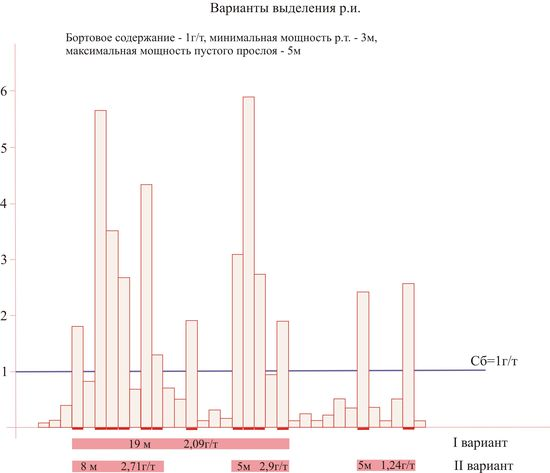 Варианты выделения р.и.
Бортовое содержание - 1г/т, минимальная мощность р.т. - 3м,
максимальная мощность пустого прослоя - 5м
6
5
4
3
2
1
Сб=1г/т
19 м 2,09г/т I вариант
8 м 2,71г/т 5м 2,9г/т 5м 1,24г/т II вариант